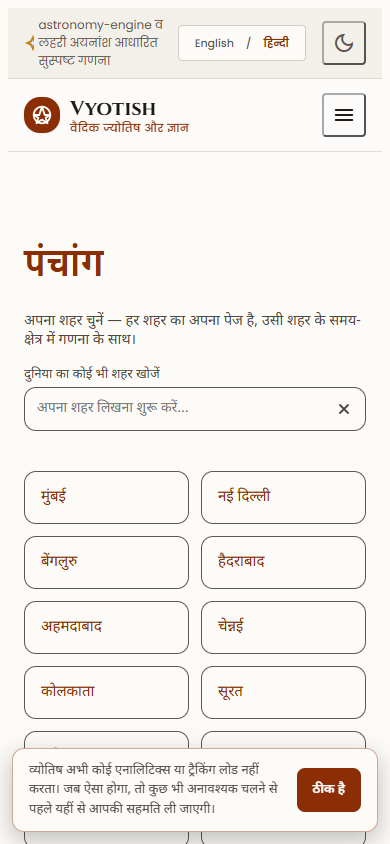 astronomy-engine व
लहरी अयनांश आधारित
सुस्पष्ट गणना
English / हिन्दी
VYOTISH
वैदिक ज्योतिष और ज्ञान
पंचांग
अपना शहर चुनें — हर शहर का अपना पेज है, उसी शहर के समय-
क्षेत्र में गणना के साथ।
दुनिया का कोई भी शहर खोजें
अपना शहर लिखना शुरू करें...
मुंबई
नई दिल्ली
बेंगलुरु
हैदराबाद
अहमदाबाद
चेन्नई
कोलकाता
सूरत
व्योतिष अभी कोई एनालिटिक्स या ट्रैकिंग लोड नहीं
करता। जब ऐसा होगा, तो कुछ भी अनावश्यक चलने से
पहले यहीं से आपकी सहमति ली जाएगी।
ठीक है